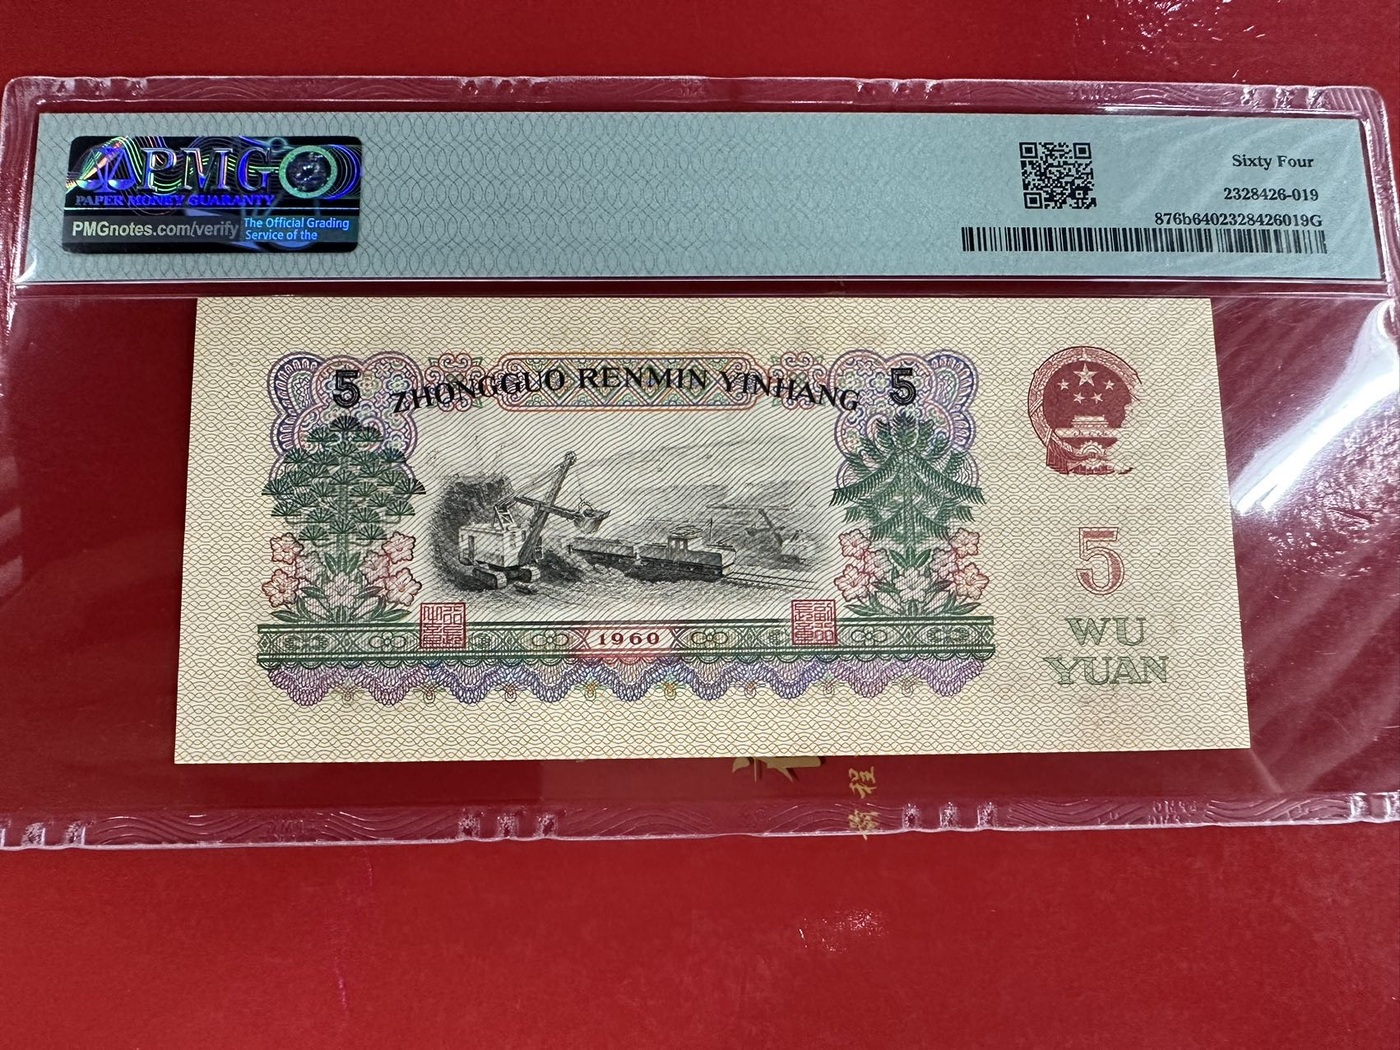 PMG
PAPER MONEY GUARANTY
PMGnotes.com/verify
The Official Grading
Service of the
Sixty Four
2328426-019
876b6402328426019G
5
ZHONGGUO RENMIN YINHANG
5
1960
5
WU
YUAN
程